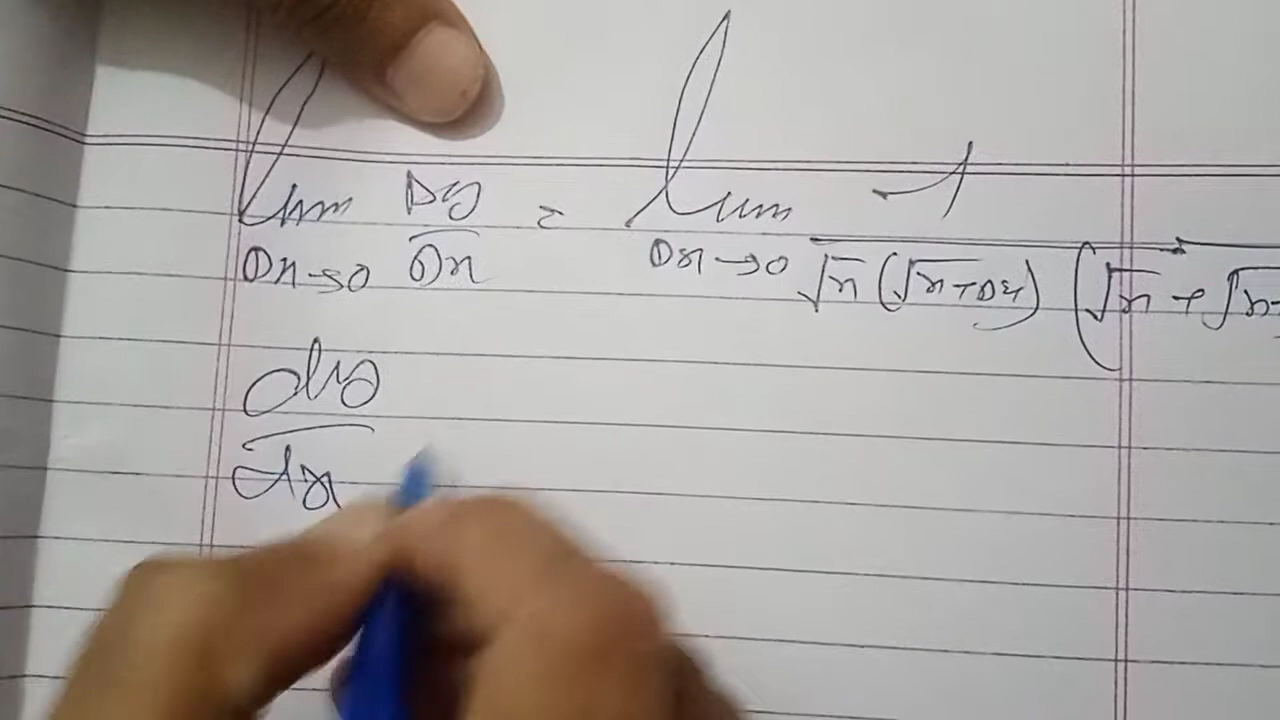 lim Δy/Δx = lim -1/√x (√x+Δx) (√x + √x+
Δx→0 Δx→0
dy/dx